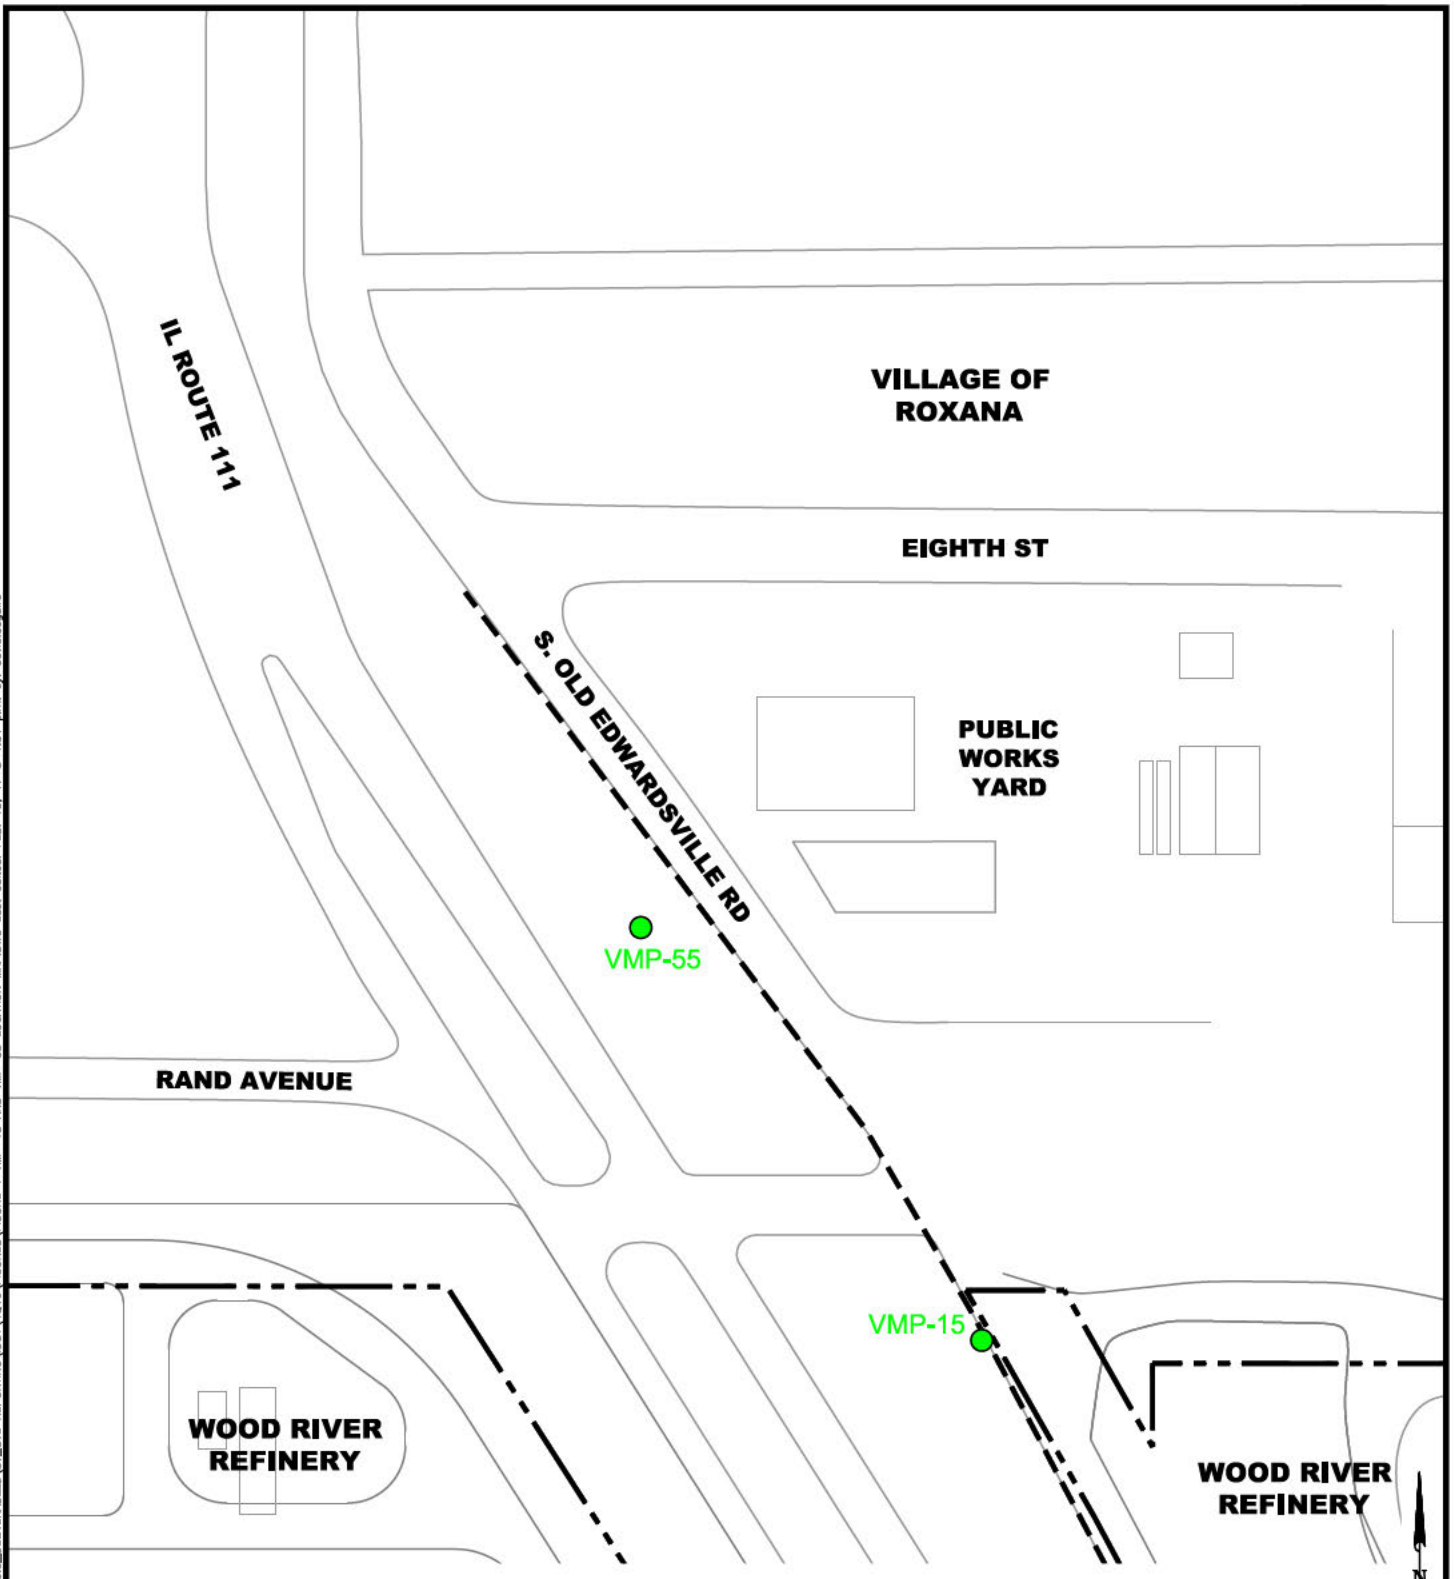 IL ROUTE 111
VILLAGE OF
ROXANA
EIGHTH ST
S. OLD EDWARDSVILLE RD
PUBLIC
WORKS
YARD
VMP-55
RAND AVENUE
VMP-15
WOOD RIVER
REFINERY
WOOD RIVER
REFINERY
N